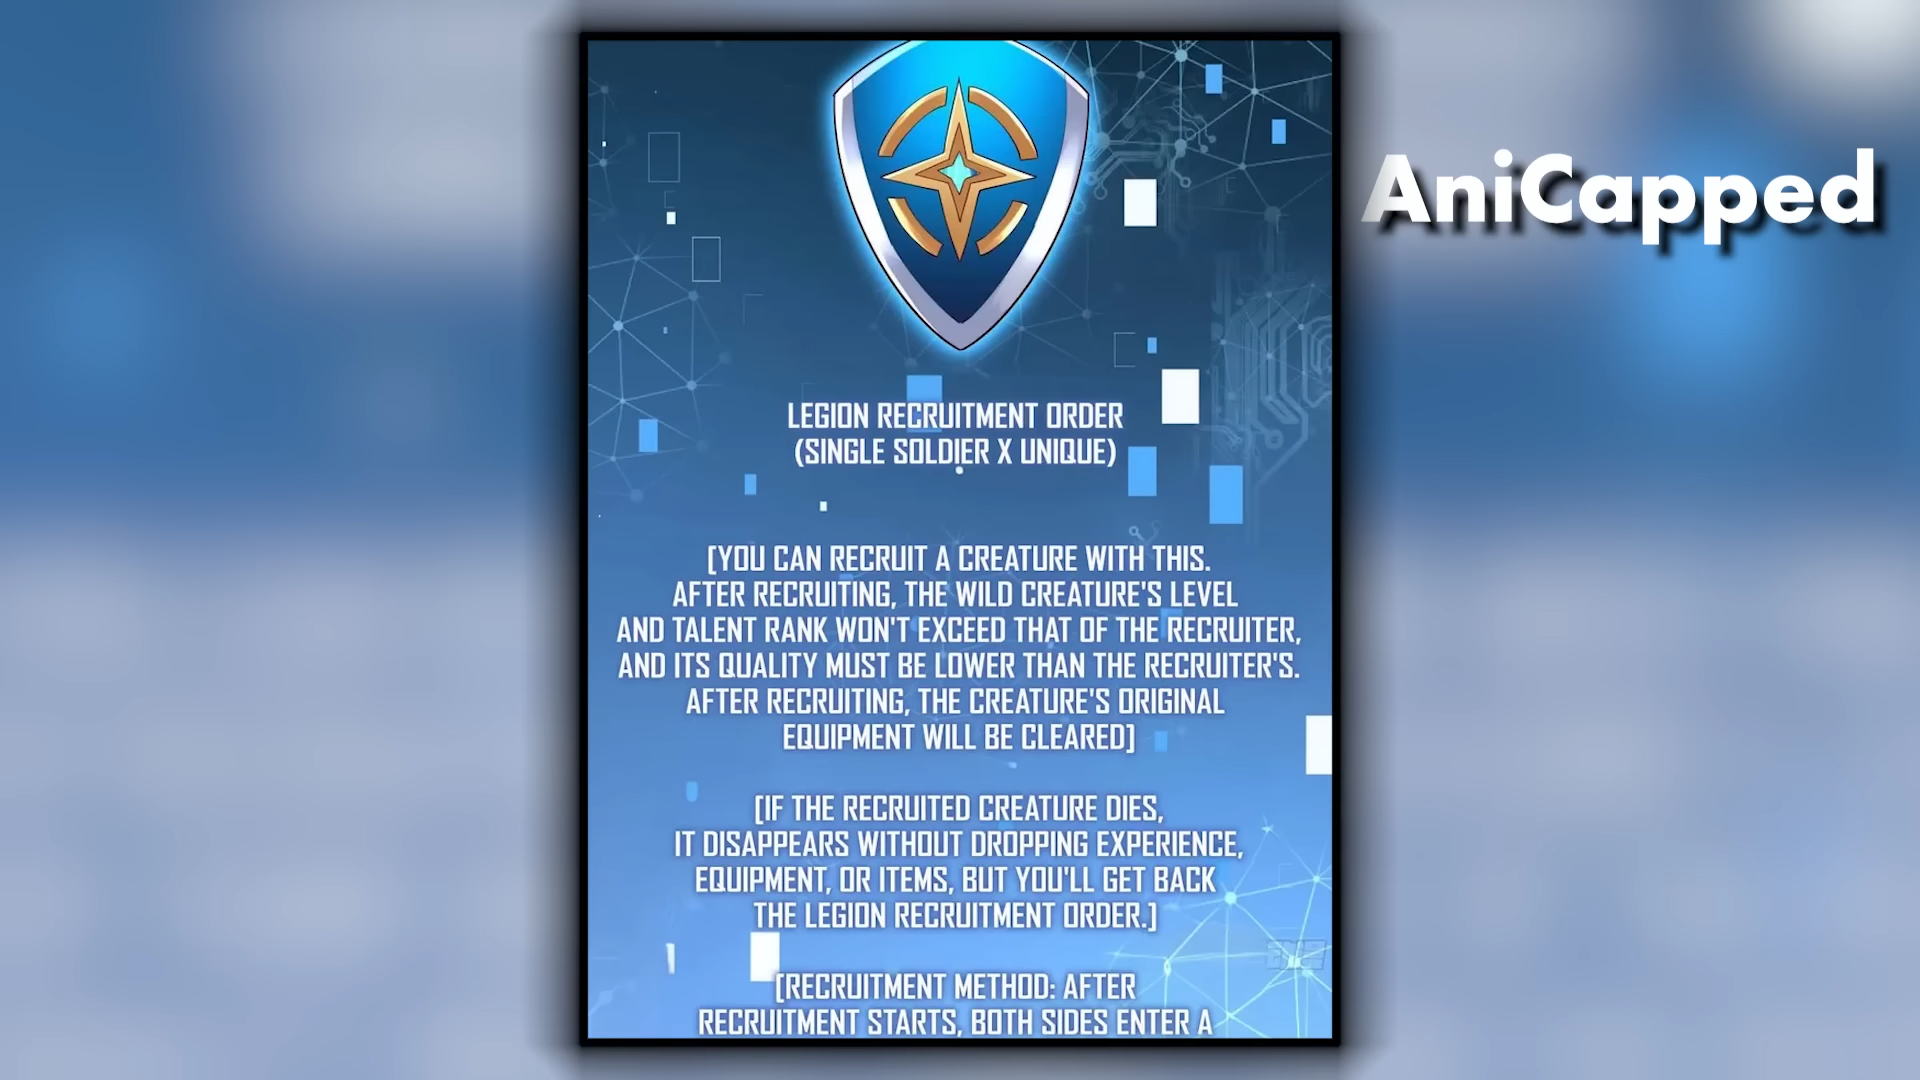 AniCapped
LEGION RECRUITMENT ORDER
(SINGLE SOLDIER X UNIQUE)
[YOU CAN RECRUIT A CREATURE WITH THIS.
AFTER RECRUITING, THE WILD CREATURE'S LEVEL
AND TALENT RANK WON'T EXCEED THAT OF THE RECRUITER,
AND ITS QUALITY MUST BE LOWER THAN THE RECRUITER'S.
AFTER RECRUITING, THE CREATURE'S ORIGINAL
EQUIPMENT WILL BE CLEARED]
[IF THE RECRUITED CREATURE DIES,
IT DISAPPEARS WITHOUT DROPPING EXPERIENCE,
EQUIPMENT, OR ITEMS, BUT YOU'LL GET BACK
THE LEGION RECRUITMENT ORDER.]
[RECRUITMENT METHOD: AFTER
RECRUITMENT STARTS, BOTH SIDES ENTER A